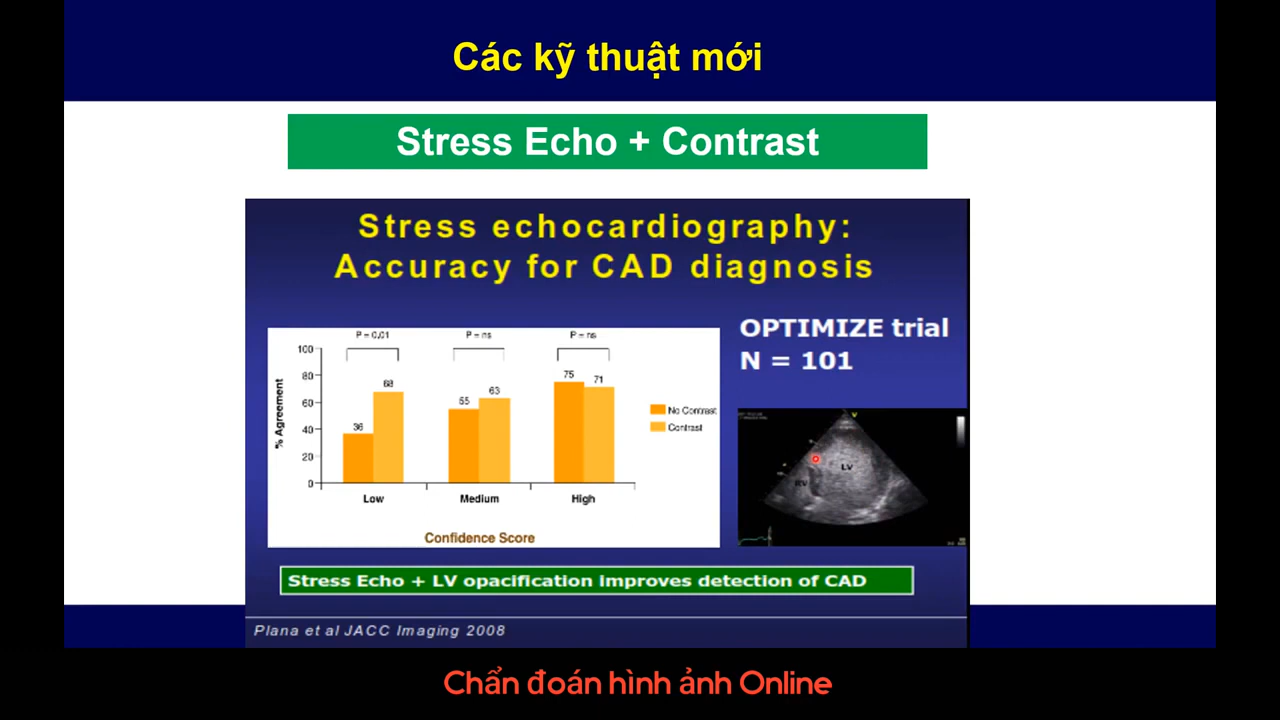 Các kỹ thuật mới
Stress Echo + Contrast
Stress echocardiography:
Accuracy for CAD diagnosis
P = 0.01
P = ns
P = ns
100
80
60
40
20
0
% Agreement
36
68
55
63
75
71
No Contrast
Contrast
Low
Medium
High
Confidence Score
OPTIMIZE trial
N = 101
V
LV
RV
Stress Echo + LV opacification improves detection of CAD
Plana et al JACC Imaging 2008
Chẩn đoán hình ảnh Online